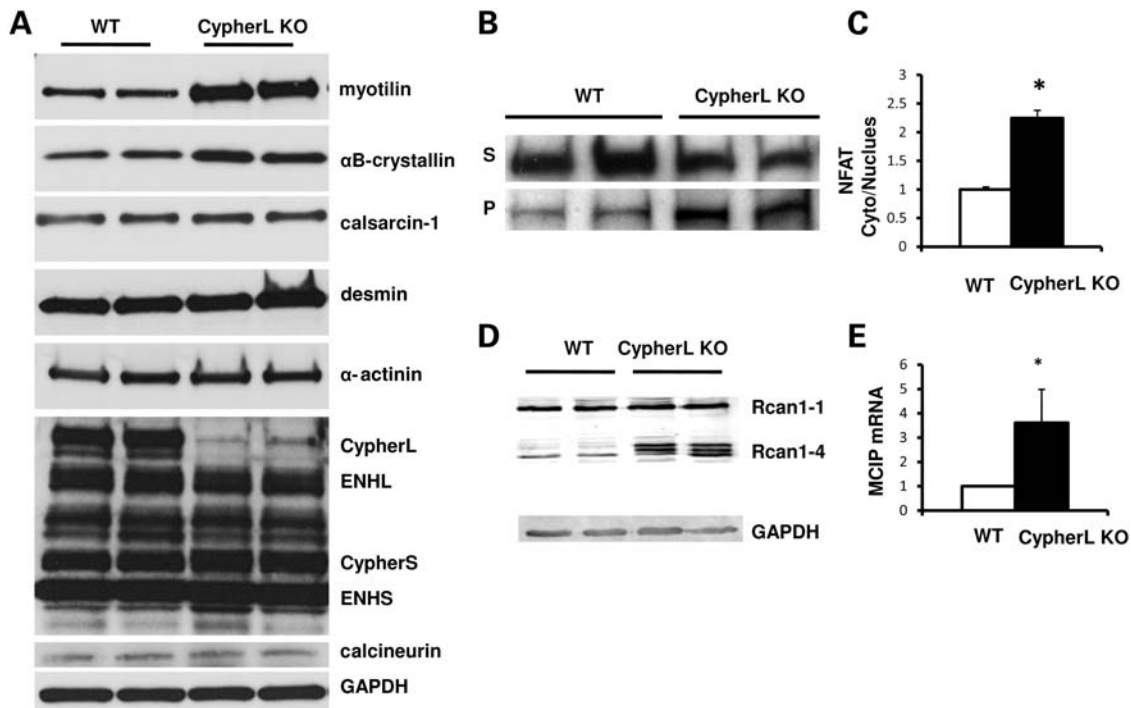 A
WT
CypherL KO
myotilin
αB-crystallin
calsarcin-1
desmin
α-actinin
CypherL
ENHL
CypherS
ENHS
calcineurin
GAPDH
B
WT
CypherL KO
S
P
C
3
2.5
2
1
1
0.5
0
NFAT
Cyto/Nuclues
*
WT
CypherL KO
D
WT
CypherL KO
Rcan1-1
Rcan1-4
GAPDH
E
6
5
4
3
2
1
0
MCIP mRNA
*
WT
CypherL KO